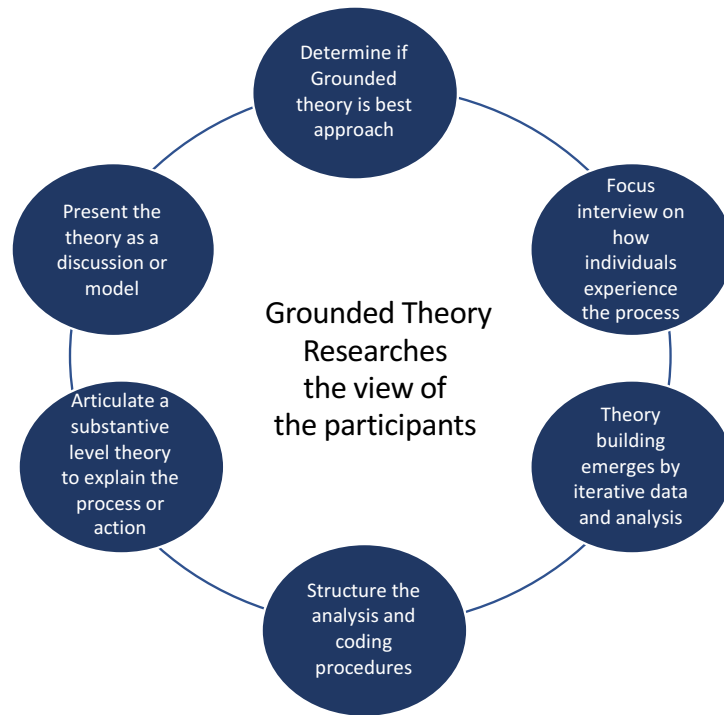 Determine if
Grounded
theory is best
approach
Focus
interview on
how
individuals
experience
the process
Theory
building
emerges by
iterative data
and analysis
Structure the
analysis and
coding
procedures
Articulate a
substantive
level theory
to explain the
process or
action
Present the
theory as a
discussion or
model
Grounded Theory
Researches
the view of
the participants